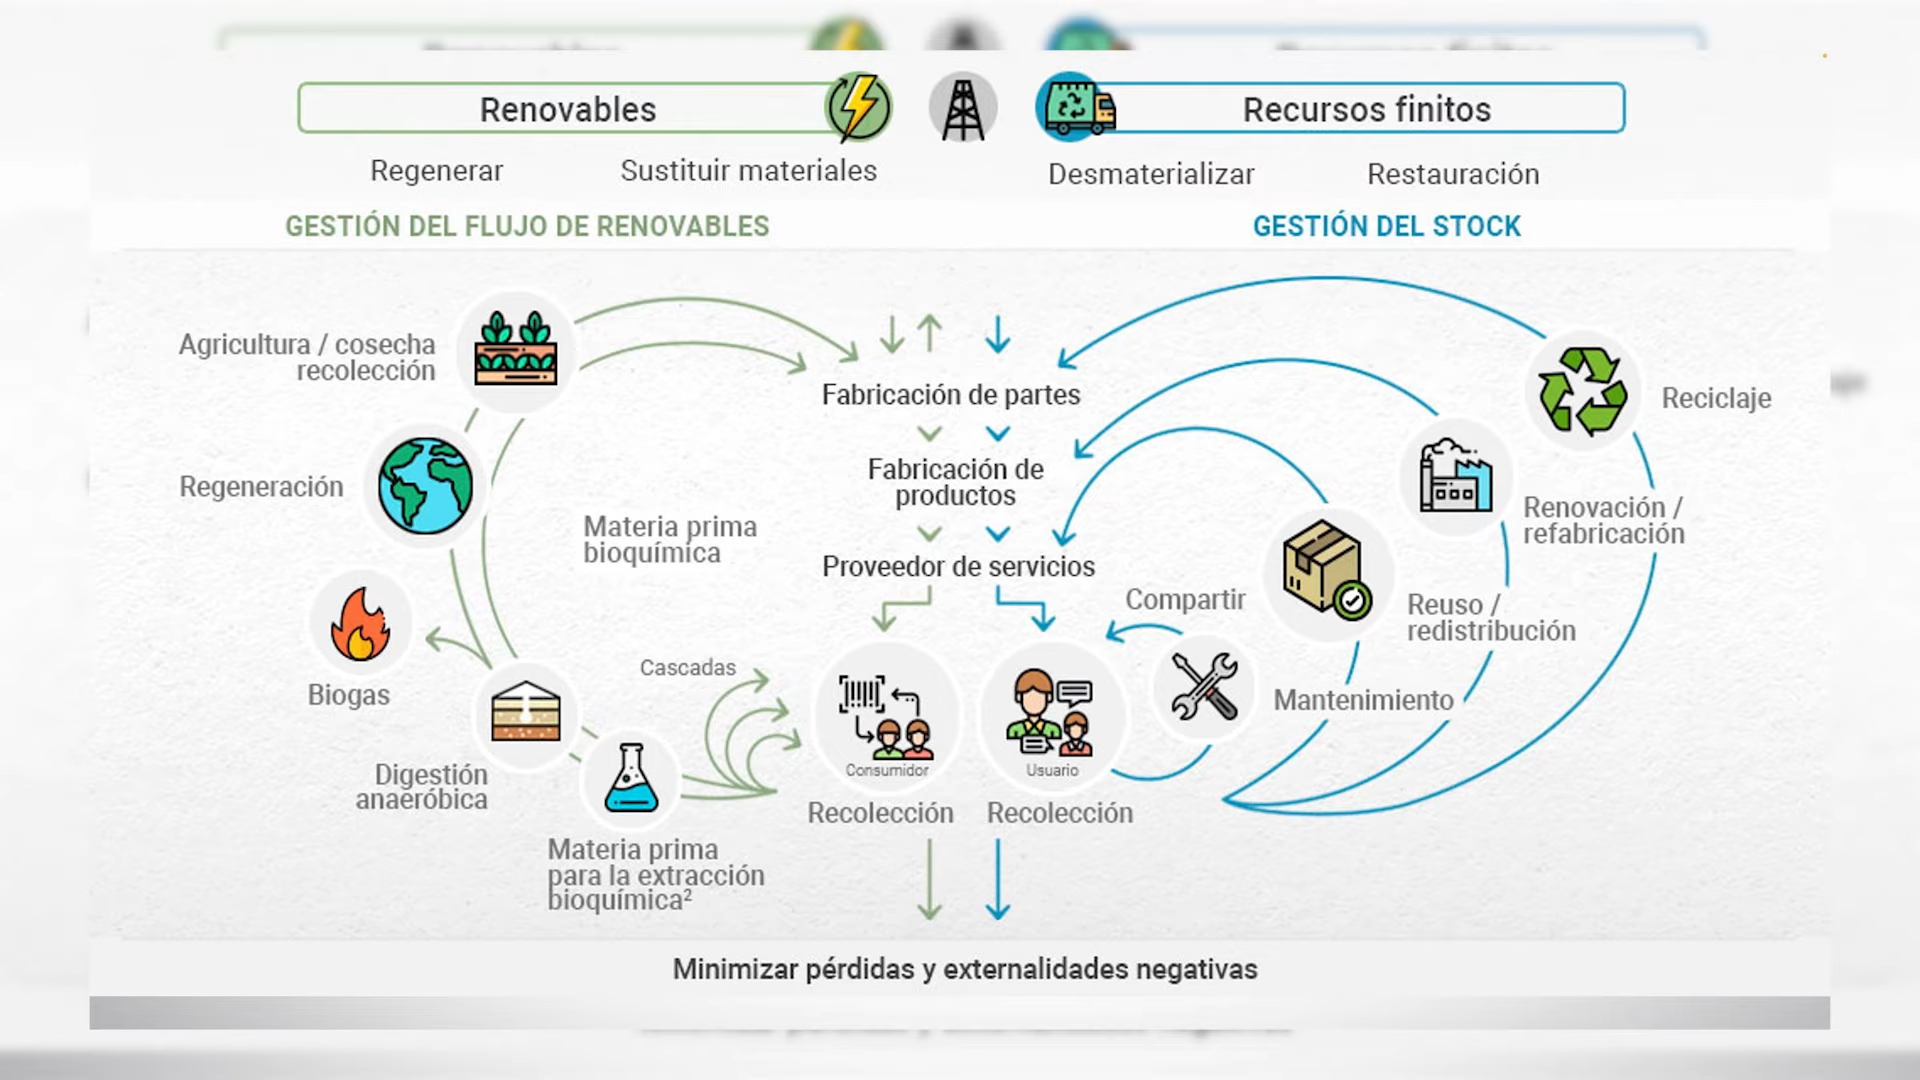 Renovables
Recursos finitos
Regenerar
Sustituir materiales
Desmaterializar
Restauración
GESTIÓN DEL FLUJO DE RENOVABLES
GESTIÓN DEL STOCK
Agricultura / cosecha
recolección
Fabricación de partes
Reciclaje
Regeneración
Fabricación de
productos
Materia prima
bioquímica
Renovación /
refabricación
Proveedor de servicios
Compartir
Reuso /
redistribución
Biogas
Cascadas
Mantenimiento
Consumidor
Usuario
Digestión
anaeróbica
Recolección
Recolección
Materia prima
para la extracción
bioquímica²
Minimizar pérdidas y externalidades negativas